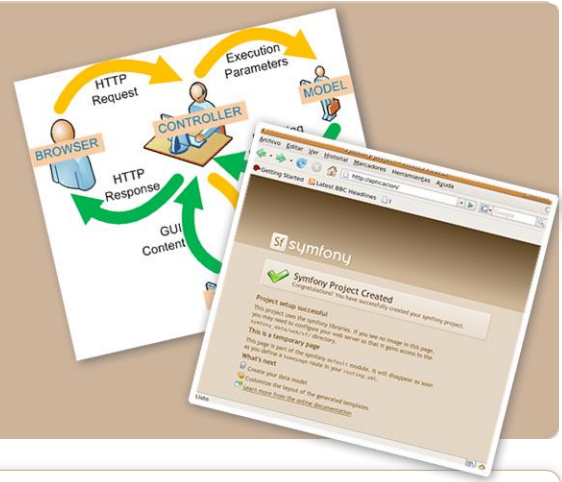 HTTP
Request
Execution
Parameters
BROWSER
CONTROLLER
MODEL
HTTP
Response
GUI
Content
Archivo Editar Ver Historial Marcadores Herramientas Ayuda
http://aplicacion/
Google
Getting Started Latest BBC Headlines
Sf symfony
Symfony Project Created
Congratulations! You have successfully created your symfony project.
Project setup successful
This project uses the symfony libraries. If you see no image in this page,
you may need to configure your web server so that it gains access to the
symfony_data/web/sf/ directory.
This is a temporary page
This page is part of the symfony default module. It will disappear as soon
as you define a homepage route in your routing.yml.
What's next
Create your data model
Customize the layout of the generated templates
Learn more from the online documentation
Listo